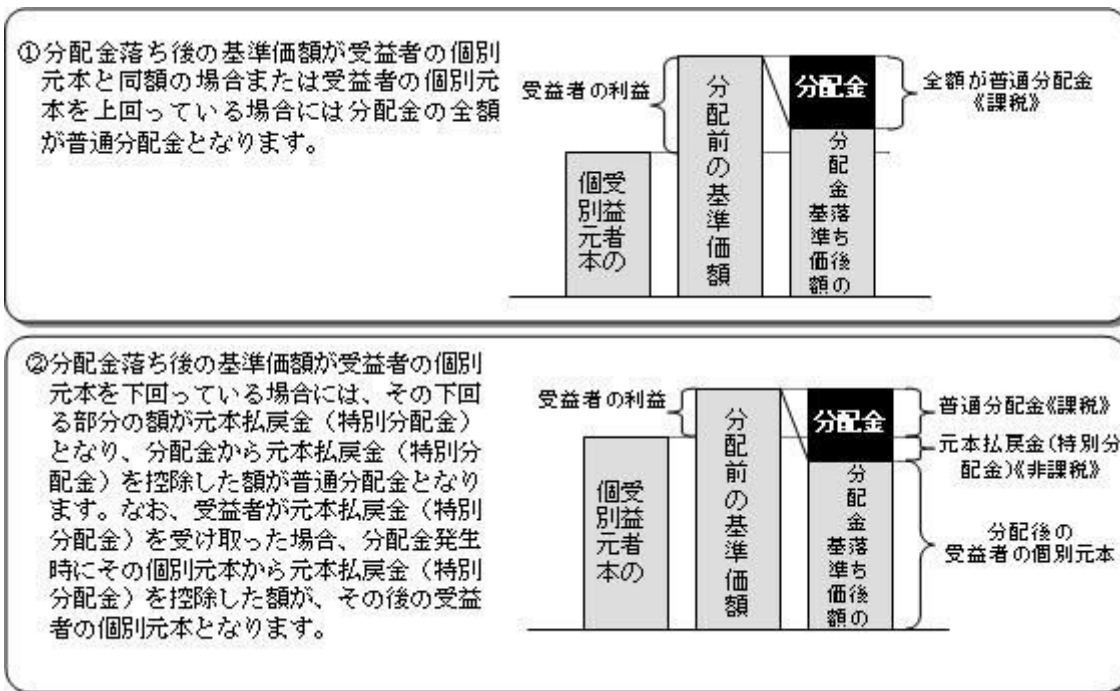 ①分配金落ち後の基準価額が受益者の個別
元本と同額の場合または受益者の個別元
本を上回っている場合には分配金の全額
が普通分配金となります。
受益者の利益
受益者の
個別元本
分配前の基準価額
分配金
分配金落ち後の
基準価額
全額が普通分配金
《課税》
②分配金落ち後の基準価額が受益者の個別
元本を下回っている場合には、その下回
る部分の額が元本払戻金（特別分配金）
となり、分配金から元本払戻金（特別分
配金）を控除した額が普通分配金となり
ます。なお、受益者が元本払戻金（特別
分配金）を受け取った場合、分配金発生
時にその個別元本から元本払戻金（特別
分配金）を控除した額が、その後の受益
者の個別元本となります。
受益者の利益
受益者の
個別元本
分配前の基準価額
分配金
分配金落ち後の
基準価額
普通分配金《課税》
元本払戻金(特別分
配金)《非課税》
分配後の
受益者の個別元本